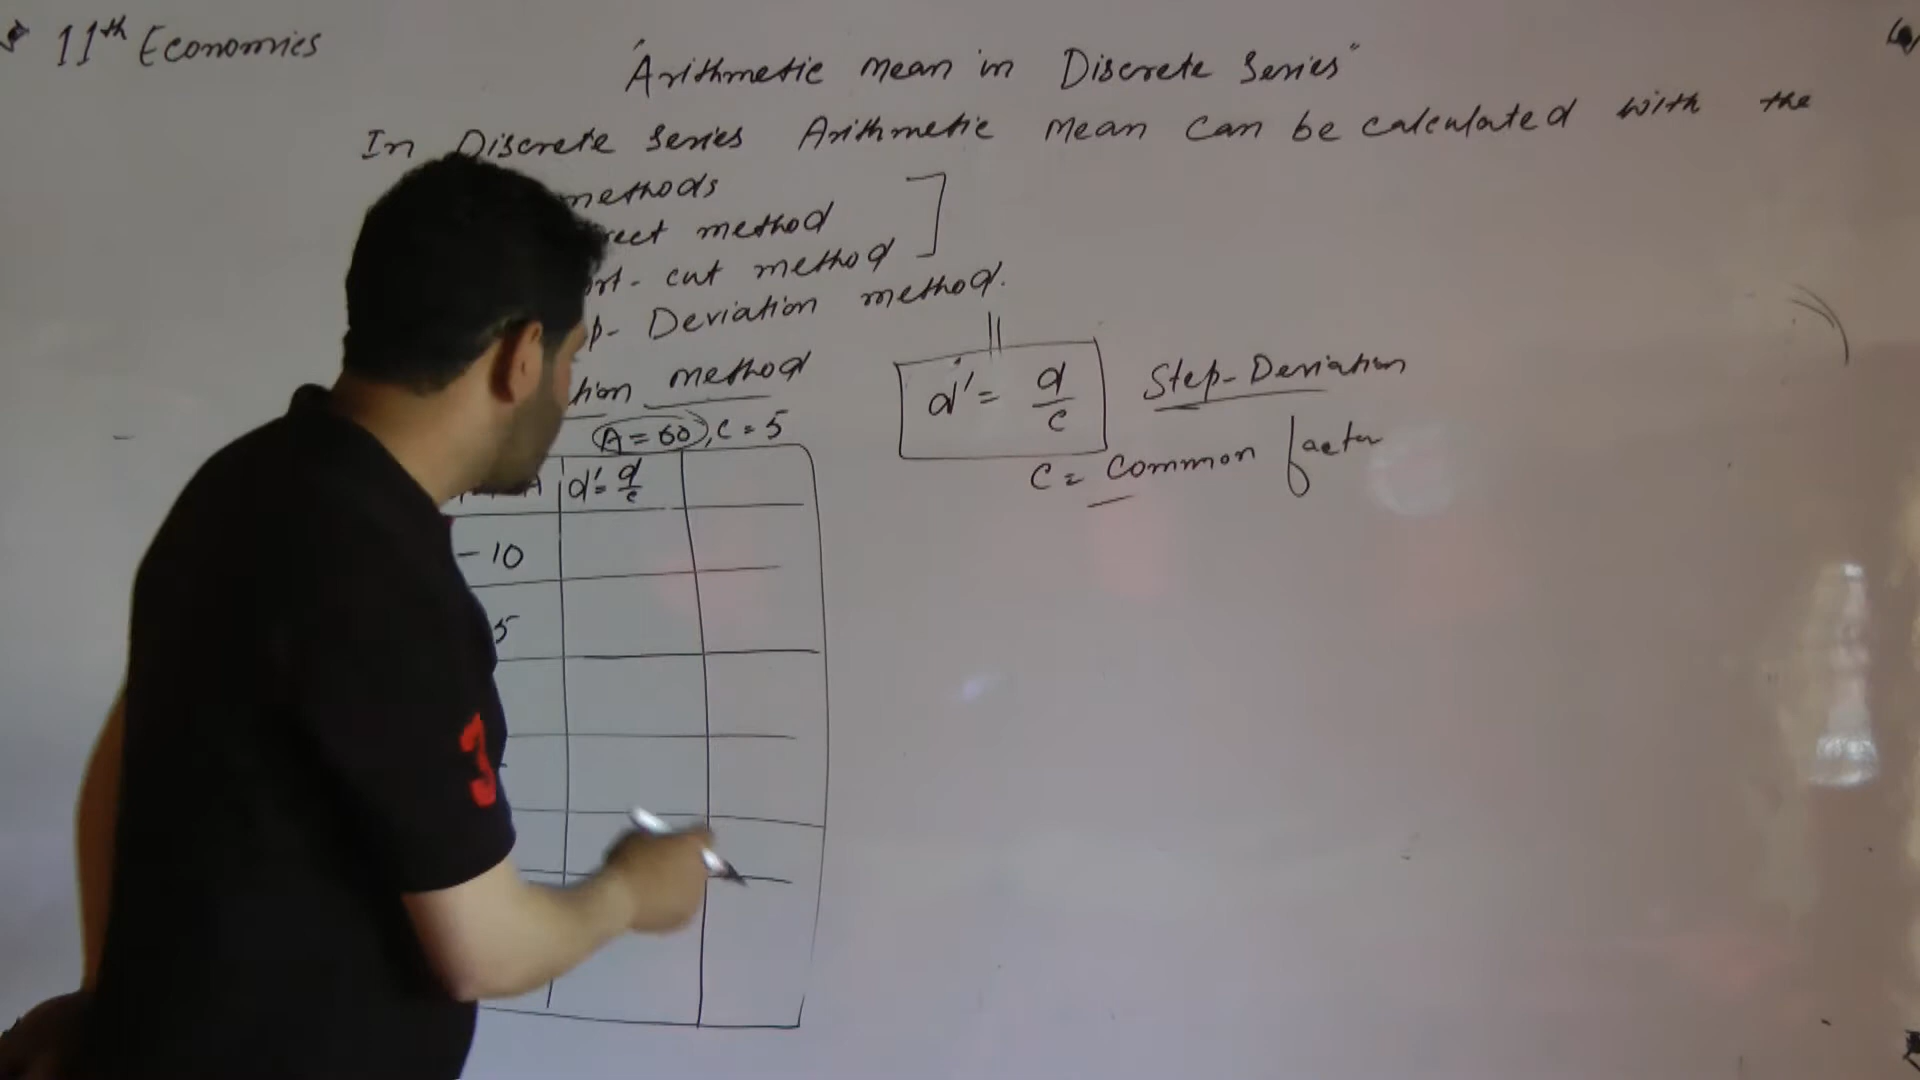 11th Economics
"Arithmetic mean in Discrete Series"
In Discrete Series Arithmetic Mean can be calculated with the
methods
rect method
rt-cut method
p-Deviation method.
tion method
d' = d/c Step-Deviation
C = Common factor
A = 60, C = 5
A d' = d/c
-10
5